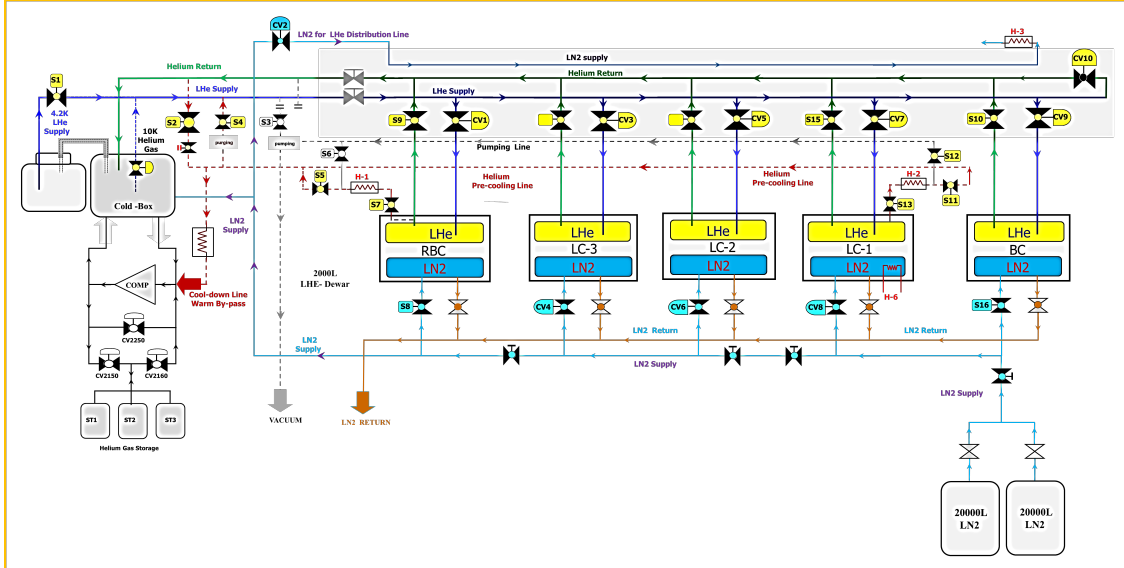 CV2
LN2 for LHe Distribution Line
H-3
LN2 supply
CV10
Helium Return
Helium Return
S1
LHe Supply
LHe Supply
4.2K
LHe
Supply
10K
Helium
Gas
S2
S4
S3
S9
CV1
CV3
CV5
S15
CV7
S10
CV9
purging
pumping
Pumping Line
S6
S12
Helium
Pre-cooling Line
Helium
Pre-cooling Line
S5
H-1
H-2
S11
S7
S13
Cold -Box
LN2
Supply
LHe
RBC
LN2
LHe
LC-3
LN2
LHe
LC-2
LN2
LHe
LC-1
LN2
H-6
LHe
BC
LN2
COMP
Cool-down Line
Warm By-pass
2000L
LHE- Dewar
S8
CV4
CV6
CV8
S16
CV2250
LN2
Supply
LN2 Return
LN2 Return
LN2 Supply
CV2150
CV2160
LN2 Supply
ST1
ST2
ST3
VACUUM
LN2 RETURN
Helium Gas Storage
20000L
LN2
20000L
LN2